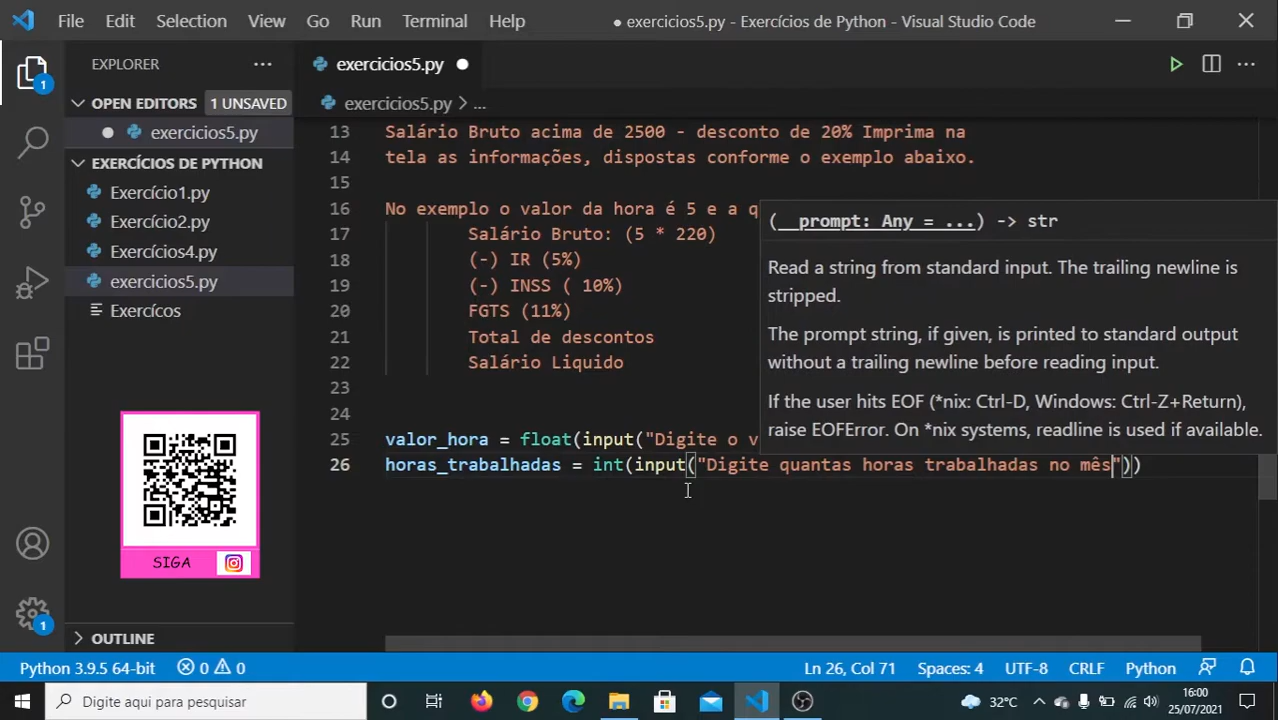 File Edit Selection View Go Run Terminal Help
● exercicios5.py - Exercícios de Python - Visual Studio Code
EXPLORER
OPEN EDITORS 1 UNSAVED
exercicios5.py
EXERCÍCIOS DE PYTHON
Exercício1.py
Exercício2.py
Exercícios4.py
exercicios5.py
Exercícos
SIGA
OUTLINE
1
1
exercicios5.py
exercicios5.py > ...
13 Salário Bruto acima de 2500 - desconto de 20% Imprima na
14 tela as informações, dispostas conforme o exemplo abaixo.
15
16 No exemplo o valor da hora é 5 e a q
17 Salário Bruto: (5 * 220)
18 (-) IR (5%)
19 (-) INSS ( 10%)
20 FGTS (11%)
21 Total de descontos
22 Salário Liquido
23
24
25 valor_hora = float(input("Digite o v
26 horas_trabalhadas = int(input("Digite quantas horas trabalhadas no mês"))
(__prompt: Any = ...) -> str
Read a string from standard input. The trailing newline is
stripped.
The prompt string, if given, is printed to standard output
without a trailing newline before reading input.
If the user hits EOF (*nix: Ctrl-D, Windows: Ctrl-Z+Return),
raise EOFError. On *nix systems, readline is used if available.
Python 3.9.5 64-bit 0 0 Ln 26, Col 71 Spaces: 4 UTF-8 CRLF Python
Digite aqui para pesquisar
32°C
16:00
25/07/2021